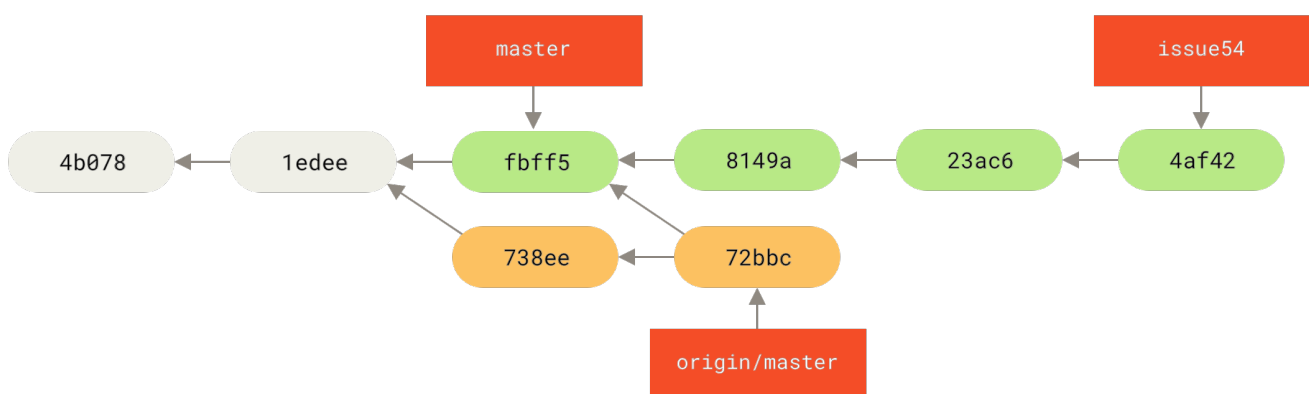 master
issue54
4b078
1edee
fbff5
8149a
23ac6
4af42
738ee
72bbc
origin/master